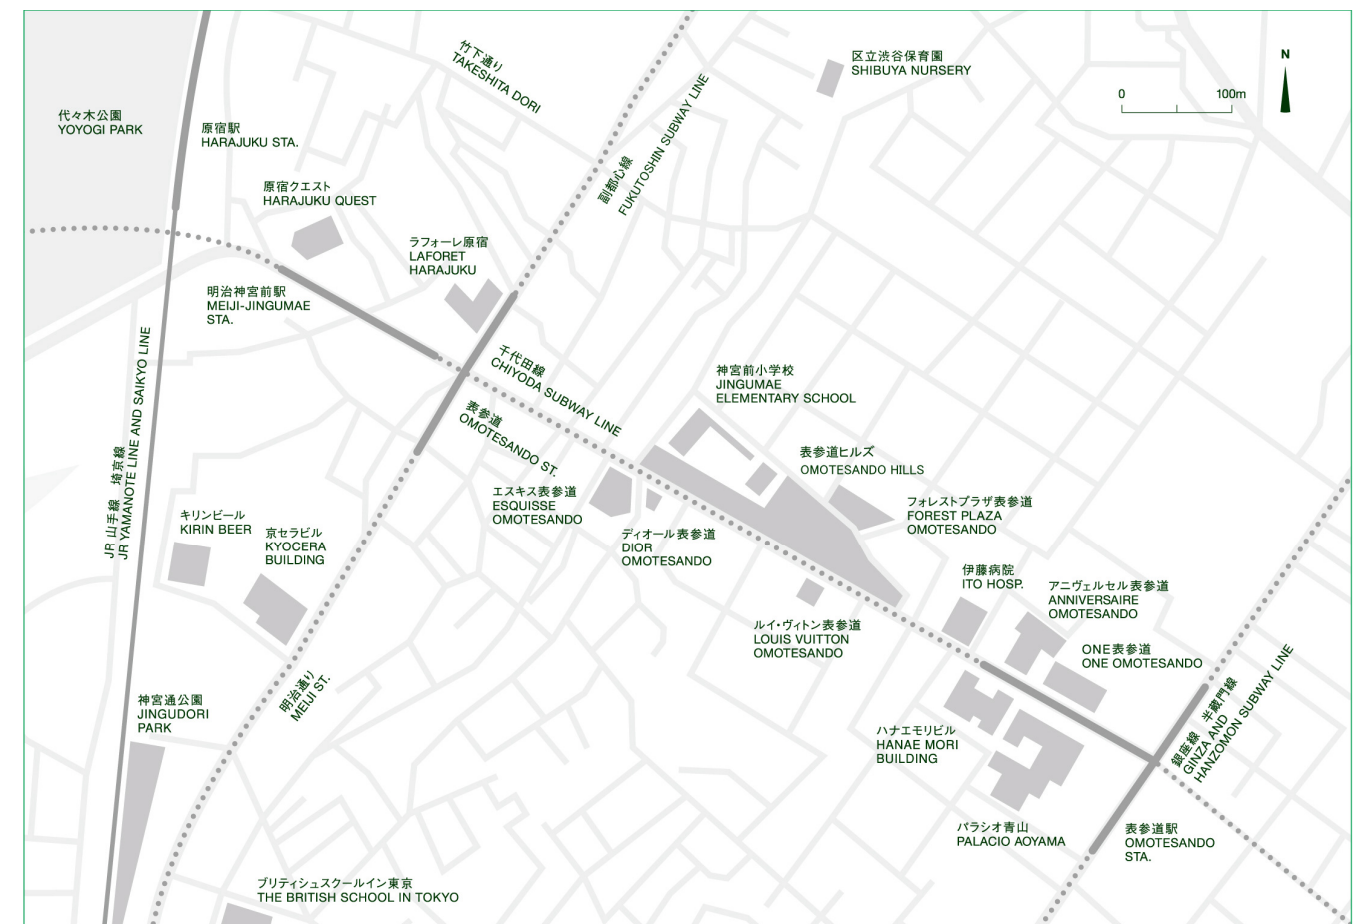 竹下通り
TAKESHITA DORI
区立渋谷保育園
SHIBUYA NURSERY
N
0 100m
代々木公園
YOYOGI PARK
原宿駅
HARAJUKU STA.
副都心線
FUKUTOSHIN SUBWAY LINE
原宿クエスト
HARAJUKU QUEST
ラフォーレ原宿
LAFORET
HARAJUKU
明治神宮前駅
MEIJI-JINGUMAE
STA.
千代田線
CHIYODA SUBWAY LINE
表参道
OMOTESANDO ST.
神宮前小学校
JINGUMAE
ELEMENTARY SCHOOL
JR 山手線 埼京線
JR YAMANOTE LINE AND SAIKYO LINE
表参道ヒルズ
OMOTESANDO HILLS
エスキス表参道
ESQUISSE
OMOTESANDO
フォレストプラザ表参道
FOREST PLAZA
OMOTESANDO
キリンビール
KIRIN BEER
京セラビル
KYOCERA
BUILDING
ディオール表参道
DIOR
OMOTESANDO
伊藤病院
ITO HOSP.
アニヴェルセル表参道
ANNIVERSAIRE
OMOTESANDO
ルイ・ヴィトン表参道
LOUIS VUITTON
OMOTESANDO
ONE表参道
ONE OMOTESANDO
明治通り
MEIJI ST.
銀座線 半蔵門線
GINZA AND
HANZOMON SUBWAY LINE
神宮通公園
JINGUDORI
PARK
ハナエモリビル
HANAE MORI
BUILDING
パラシオ青山
PALACIO AOYAMA
表参道駅
OMOTESANDO
STA.
ブリティシュスクールイン東京
THE BRITISH SCHOOL IN TOKYO